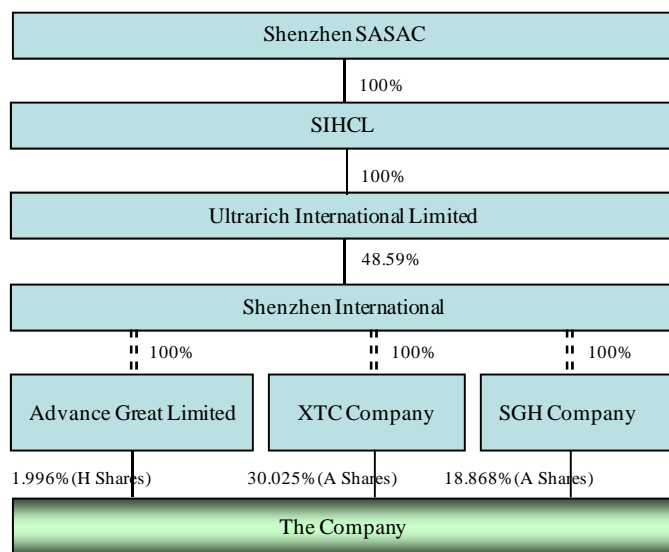 Shenzhen SASAC
100%
SIHCL
100%
Ultrarich International Limited
48.59%
Shenzhen International
100% 100% 100%
Advance Great Limited XTC Company SGH Company
1.996% (H Shares) 30.025% (A Shares) 18.868% (A Shares)
The Company